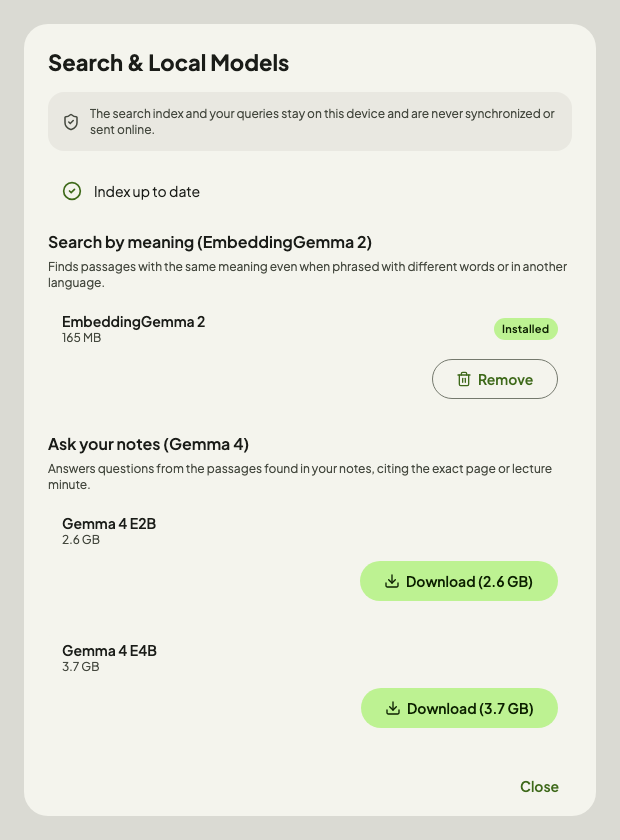 Search & Local Models
The search index and your queries stay on this device and are never synchronized or
sent online.
Index up to date
Search by meaning (EmbeddingGemma 2)
Finds passages with the same meaning even when phrased with different words or in another
language.
EmbeddingGemma 2
165 MB
Installed
Remove
Ask your notes (Gemma 4)
Answers questions from the passages found in your notes, citing the exact page or lecture
minute.
Gemma 4 E2B
2.6 GB
Download (2.6 GB)
Gemma 4 E4B
3.7 GB
Download (3.7 GB)
Close